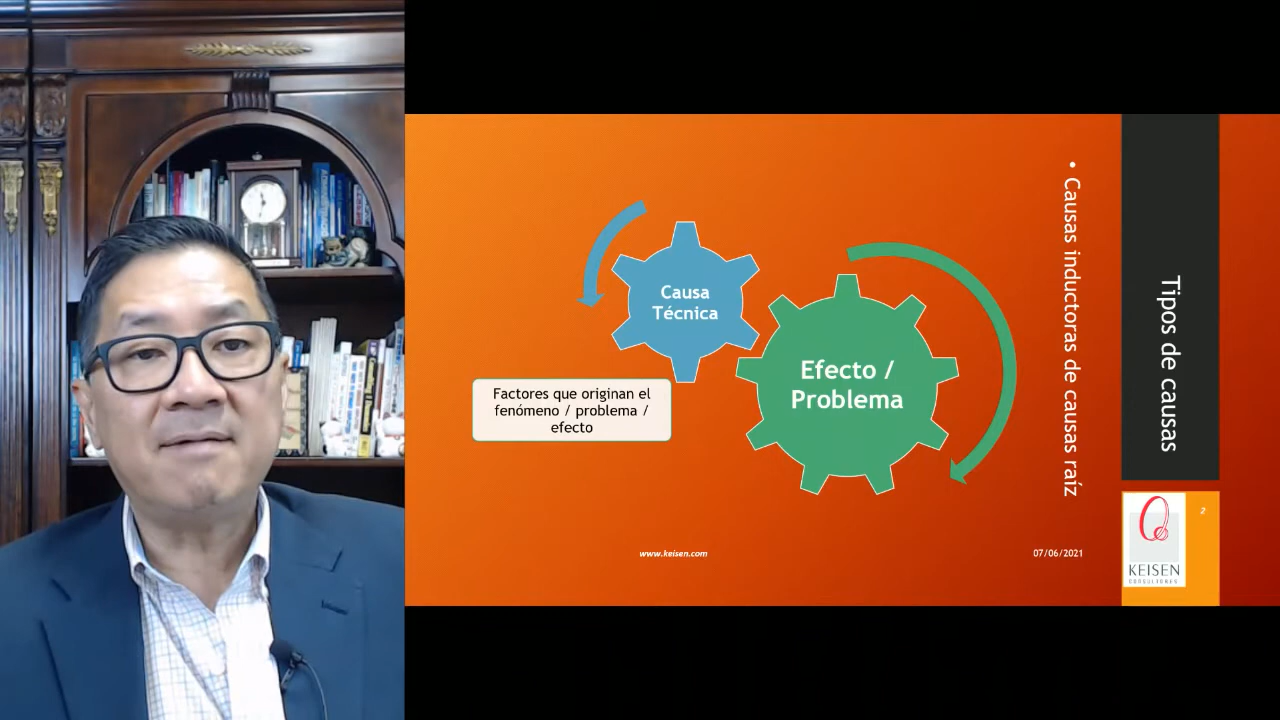 Tipos de causas
• Causas inductoras de causas raíz
Causa
Técnica
Efecto /
Problema
Factores que originan el
fenómeno / problema /
efecto
www.keisen.com
07/06/2021
2
KEISEN
CONSULTORES